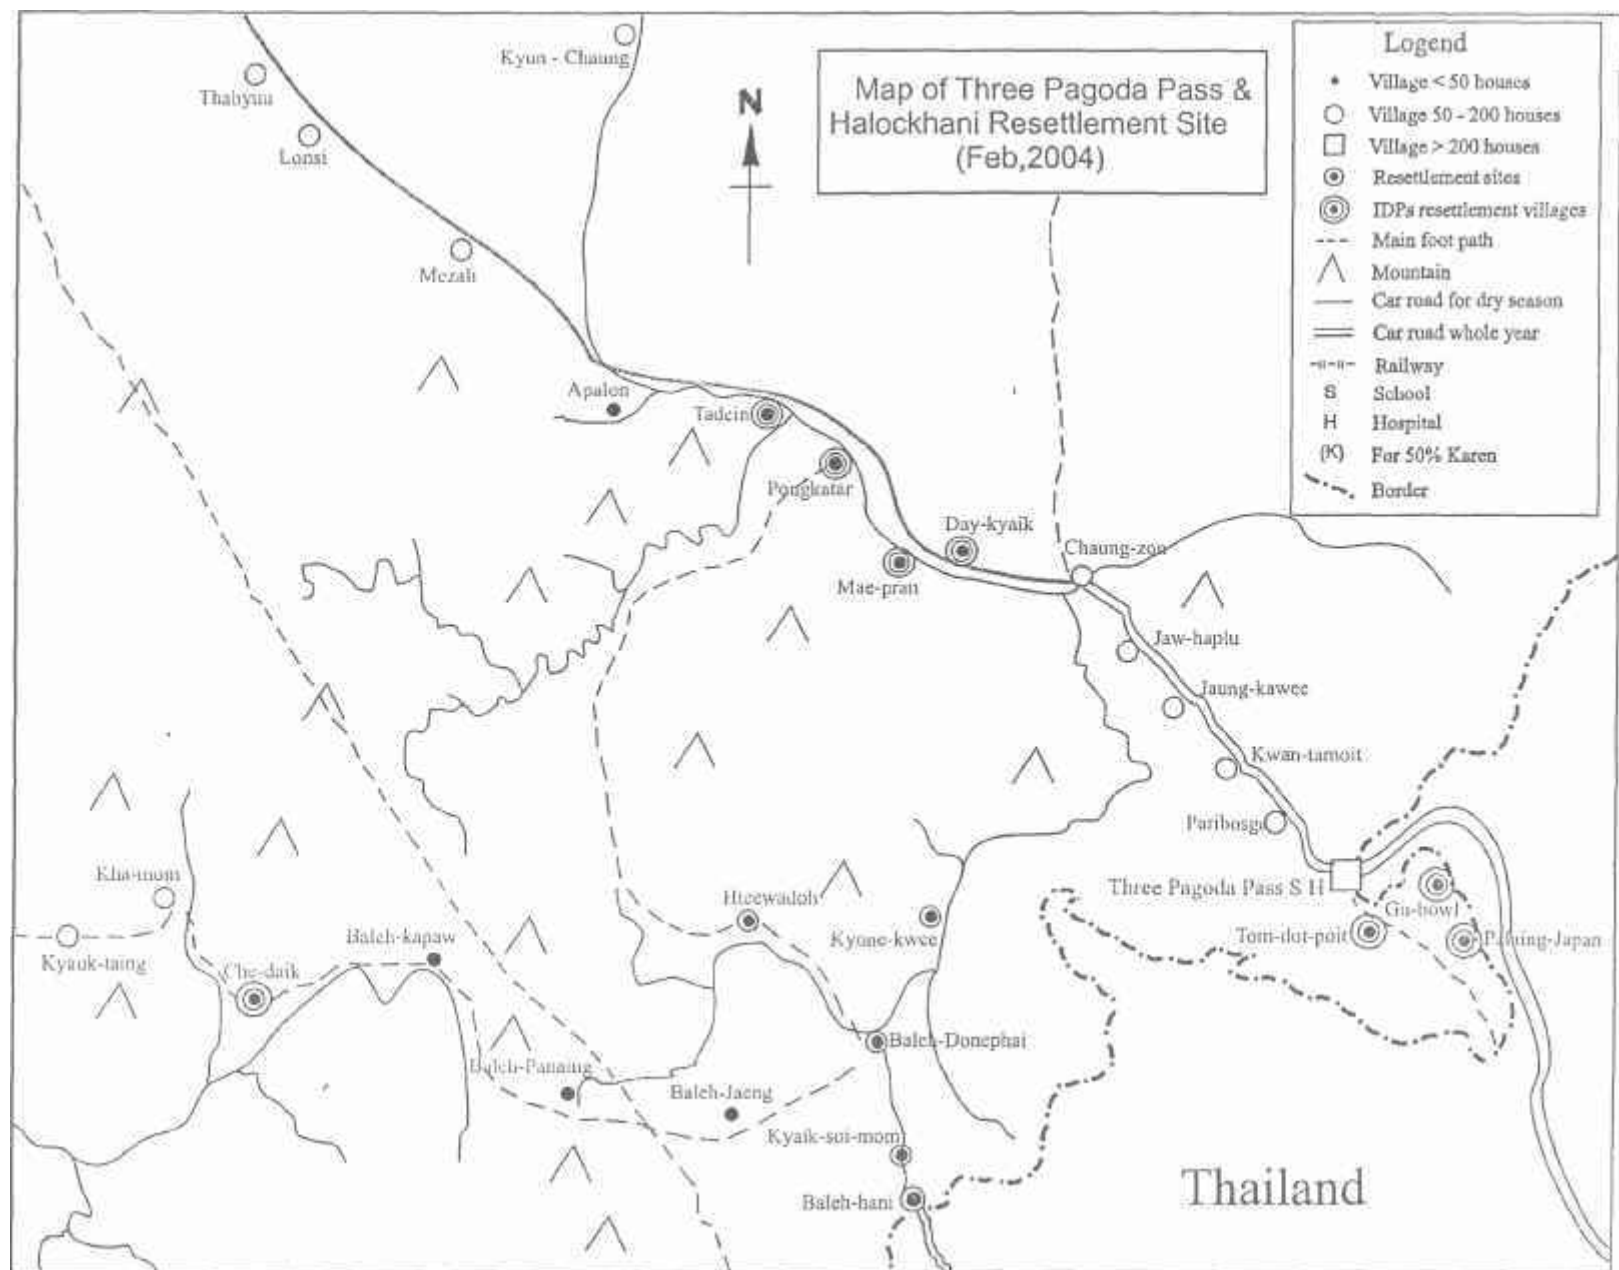 Map of Three Pagoda Pass &
Halockhani Resettlement Site
(Feb,2004)
Legend
Village < 50 houses
Village 50 - 200 houses
Village > 200 houses
Resettlement sites
IDPs resettlement villages
Main foot path
Mountain
Car road for dry season
Car road whole year
Railway
S School
H Hospital
(K) For 50% Karen
Border
N
Kyun - Chaung
Thabyuu
Lonsi
Mezali
Apalon
Tadein
Pongkatar
Day-kyaik
Mae-pran
Chaung-zon
Jaw-haplu
Jaung-kawee
Kwan-tamoit
Three Pagoda Pass S H
Gu-bowl
Tom-dot-poit
Palaing-Japan
Kha-mom
Kyaok-taing
Che-daik
Baleh-kapaw
Hteewadoh
Kyone-kwee
Baleh-Donephai
Baleh-Panaing
Baleh-Jaeng
Kyaik-soi-mom
Baleh-hani
Thailand